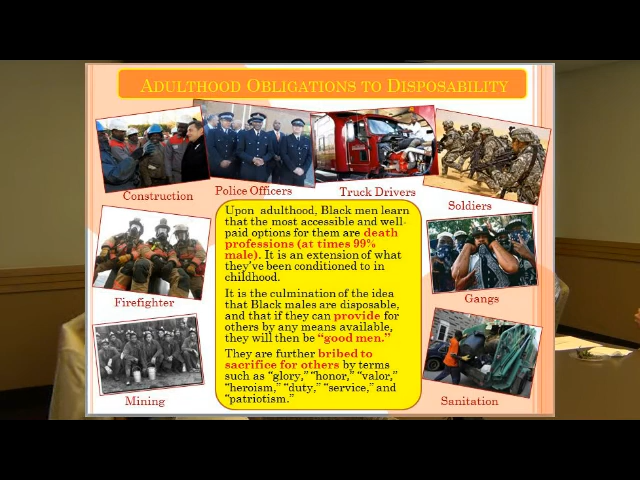 ADULTHOOD OBLIGATIONS TO DISPOSABILITY
Construction
Police Officers
Truck Drivers
Soldiers
Upon adulthood, Black men learn
that the most accessible and well-
paid options for them are death
professions (at times 99%
male). It is an extension of what
they've been conditioned to in
childhood.
It is the culmination of the idea
that Black males are disposable,
and that if they can provide for
others by any means available,
they will then be "good men."
They are further bribed to
sacrifice for others by terms
such as "glory," "honor," "valor,"
"heroism," "duty," "service," and
"patriotism."
Firefighter
Gangs
Mining
Sanitation